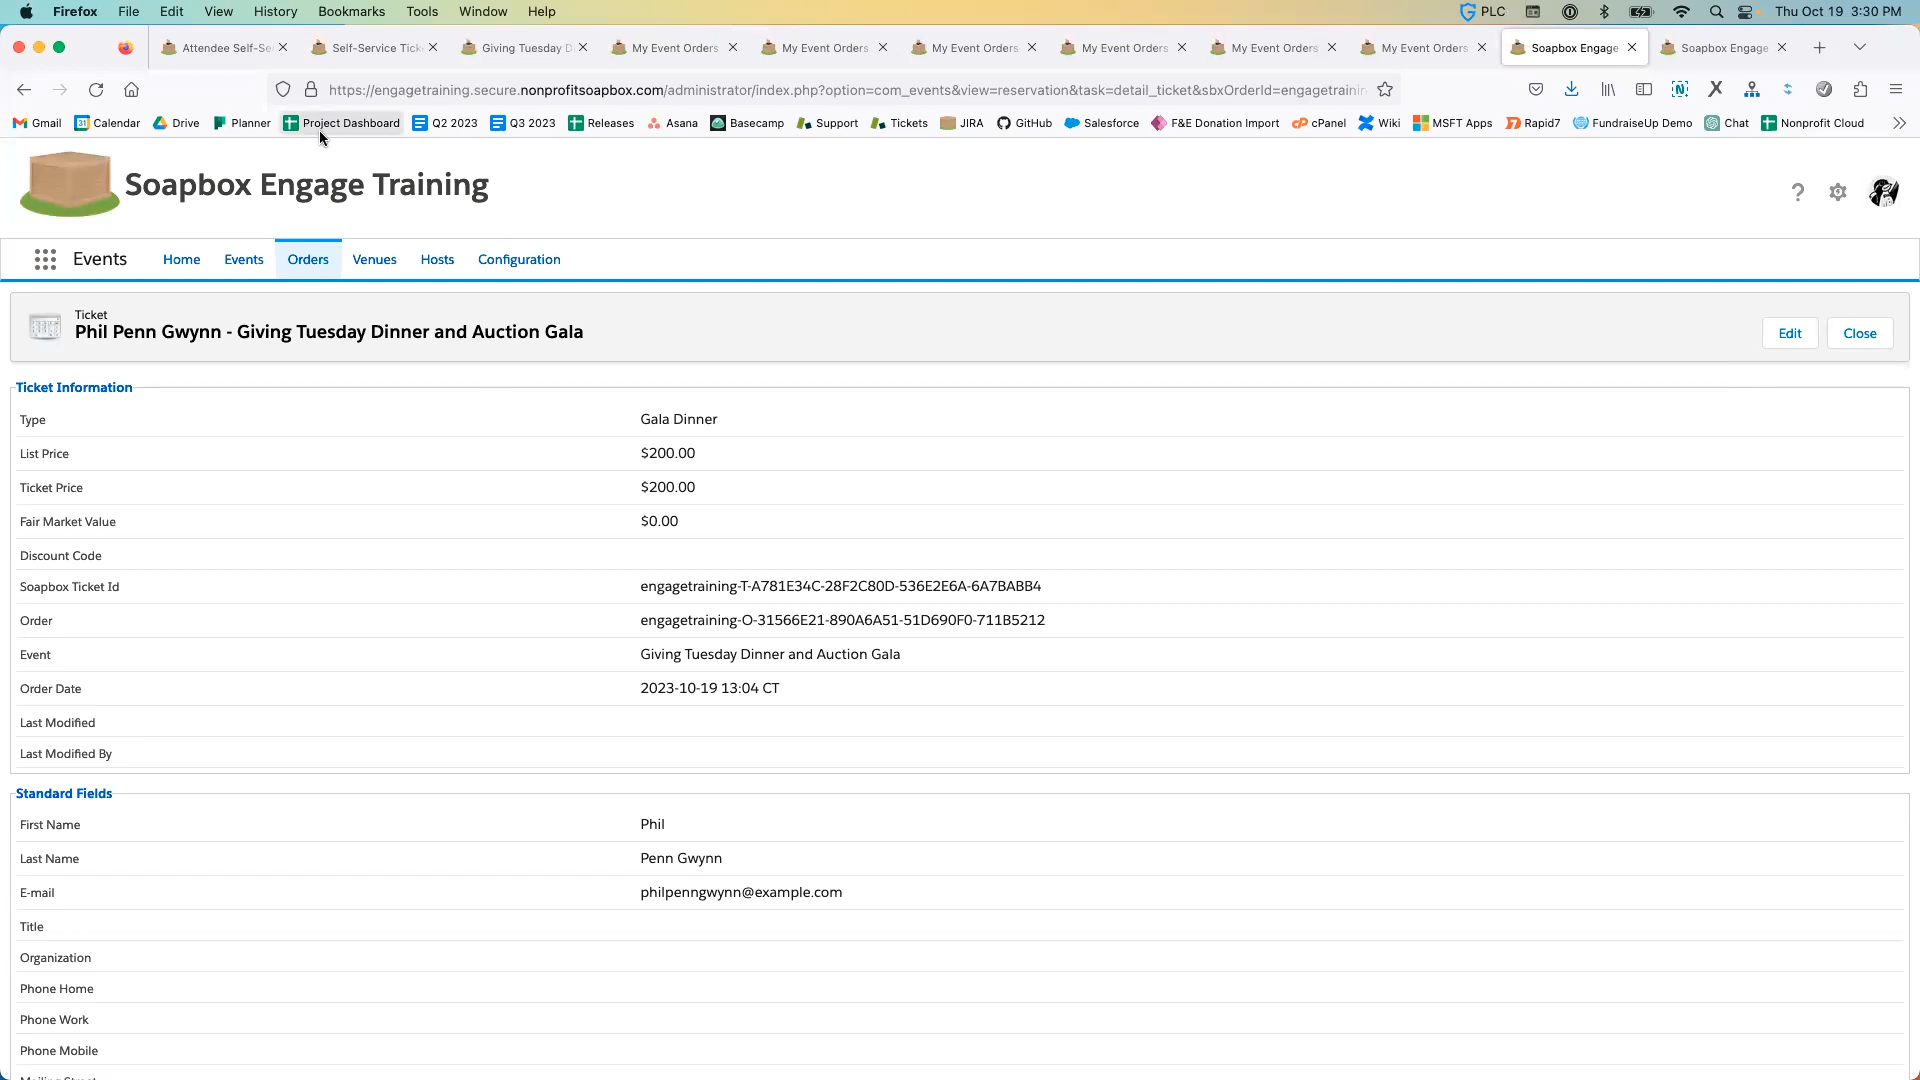 Firefox File Edit View History Bookmarks Tools Window Help PLC Thu Oct 19 3:30 PM
Attendee Self-Se Self-Service Tick Giving Tuesday D My Event Orders My Event Orders My Event Orders My Event Orders My Event Orders My Event Orders Soapbox Engage Soapbox Engage
https://engagetraining.secure.nonprofitsoapbox.com/administrator/index.php?option=com_events&view=reservation&task=detail_ticket&sbxOrderId=engagetrainin
Gmail Calendar Drive Planner Project Dashboard Q2 2023 Q3 2023 Releases Asana Basecamp Support Tickets JIRA GitHub Salesforce F&E Donation Import cPanel Wiki MSFT Apps Rapid7 FundraiseUp Demo Chat Nonprofit Cloud
Soapbox Engage Training
Events Home Events Orders Venues Hosts Configuration
Ticket
Phil Penn Gwynn - Giving Tuesday Dinner and Auction Gala
Edit Close
Ticket Information
Type Gala Dinner
List Price $200.00
Ticket Price $200.00
Fair Market Value $0.00
Discount Code
Soapbox Ticket Id engagetraining-T-A781E34C-28F2C80D-536E2E6A-6A7BABB4
Order engagetraining-O-31566E21-890A6A51-51D690F0-711B5212
Event Giving Tuesday Dinner and Auction Gala
Order Date 2023-10-19 13:04 CT
Last Modified
Last Modified By
Standard Fields
First Name Phil
Last Name Penn Gwynn
E-mail philpenngwynn@example.com
Title
Organization
Phone Home
Phone Work
Phone Mobile